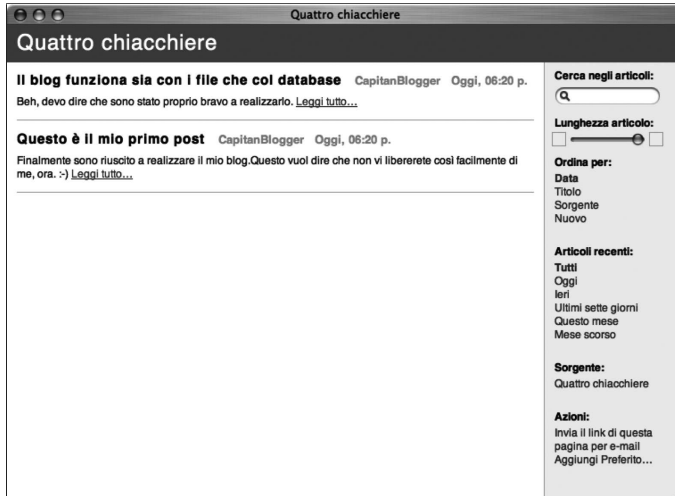 Quattro chiacchiere
Quattro chiacchiere
Il blog funziona sia con i file che col database CapitanBlogger Oggi, 06:20 p.
Beh, devo dire che sono stato proprio bravo a realizzarlo. Leggi tutto…
Questo è il mio primo post CapitanBlogger Oggi, 06:20 p.
Finalmente sono riuscito a realizzare il mio blog.Questo vuol dire che non vi libererete così facilmente di
me, ora. :-) Leggi tutto…
Cerca negli articoli:
Lunghezza articolo:
Ordina per:
Data
Titolo
Sorgente
Nuovo
Articoli recenti:
Tutti
Oggi
Ieri
Ultimi sette giorni
Questo mese
Mese scorso
Sorgente:
Quattro chiacchiere
Azioni:
Invia il link di questa
pagina per e-mail
Aggiungi Preferito…